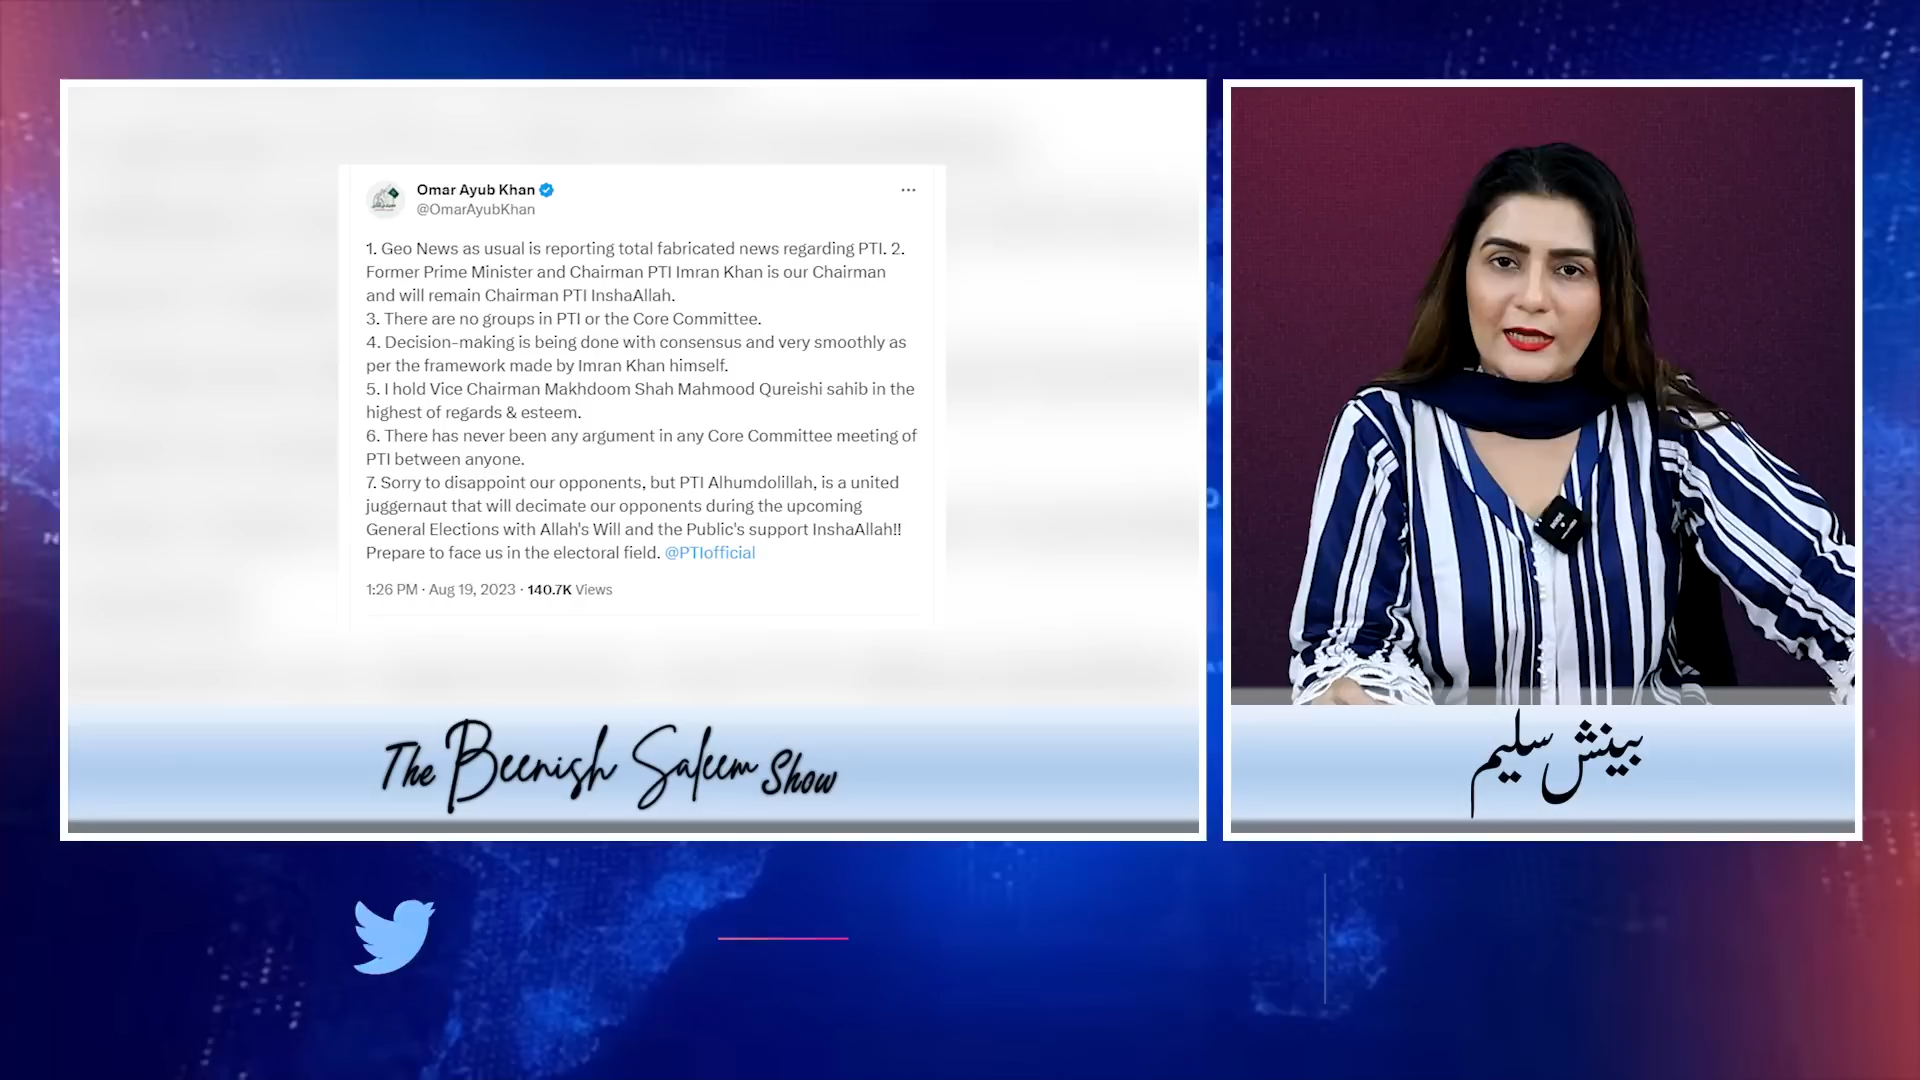 Omar Ayub Khan
@OmarAyubKhan
1. Geo News as usual is reporting total fabricated news regarding PTI. 2.
Former Prime Minister and Chairman PTI Imran Khan is our Chairman
and will remain Chairman PTI InshaAllah.
3. There are no groups in PTI or the Core Committee.
4. Decision-making is being done with consensus and very smoothly as
per the framework made by Imran Khan himself.
5. I hold Vice Chairman Makhdoom Shah Mahmood Qureishi sahib in the
highest of regards & esteem.
6. There has never been any argument in any Core Committee meeting of
PTI between anyone.
7. Sorry to disappoint our opponents, but PTI Alhumdolillah, is a united
juggernaut that will decimate our opponents during the upcoming
General Elections with Allah's Will and the Public's support InshaAllah!!
Prepare to face us in the electoral field. @PTIofficial
1:26 PM · Aug 19, 2023 · 140.7K Views
The Beenish Saleem Show
بینش سلیم